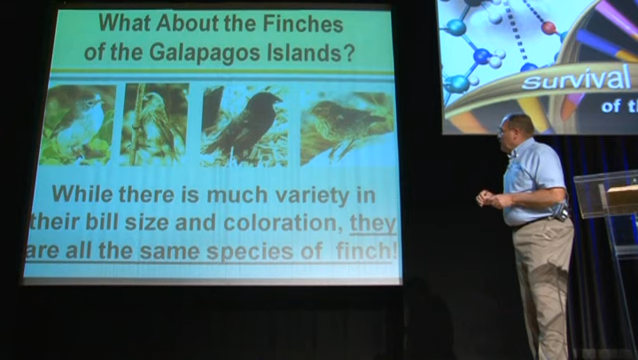 What About the Finches
of the Galapagos Islands?
While there is much variety in
their bill size and coloration, they
are all the same species of finch!
Survival
of th